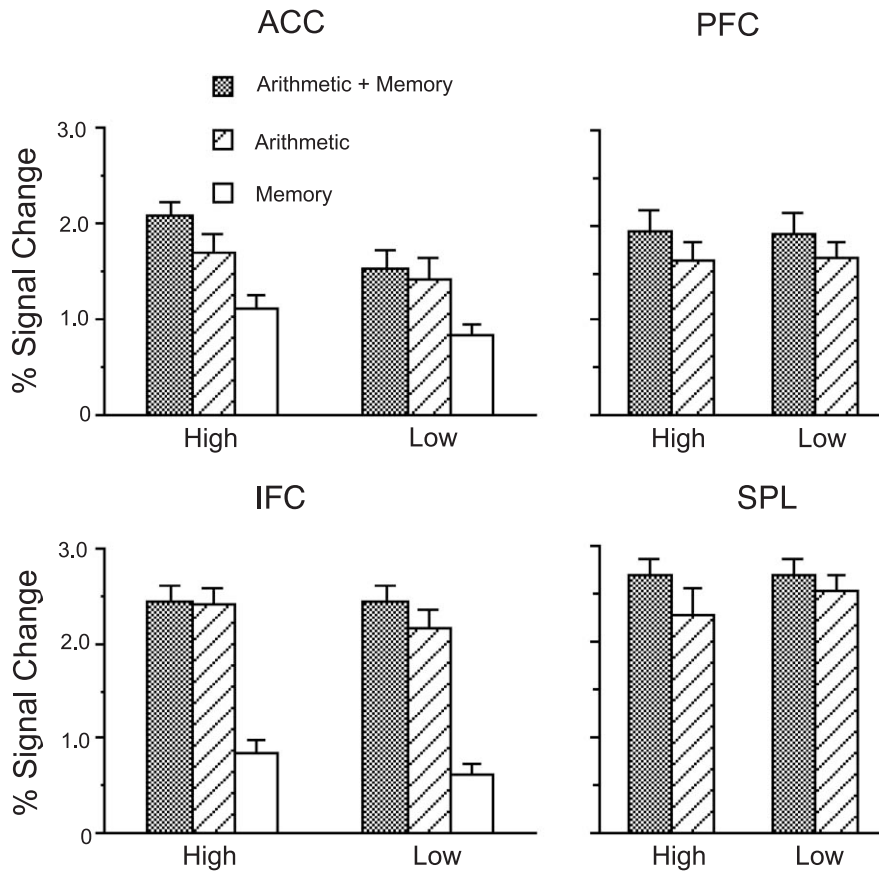 ACC
PFC
Arithmetic + Memory
Arithmetic
Memory
% Signal Change
3.0
2.0
1.0
0
High
Low
High
Low
IFC
SPL
% Signal Change
3.0
2.0
1.0
0
High
Low
High
Low